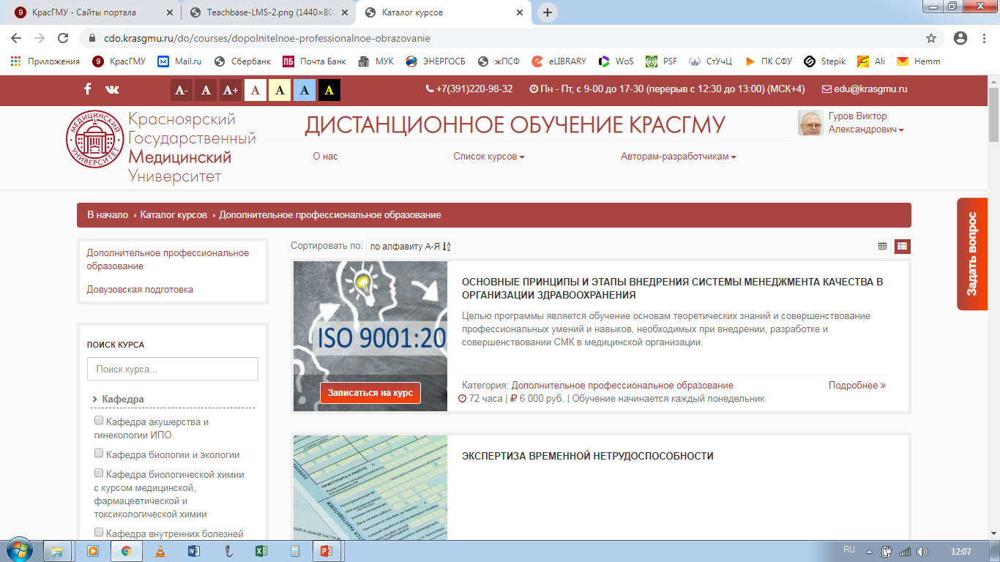 КрасГМУ - Сайты портала
Teachbase-LMS-2.png (1440×80
Каталог курсов
cdo.krasgmu.ru/do/courses/dopolnitelnoe-professionalnoe-obrazovanie
Приложения
КрасГМУ
Mail.ru
Сбербанк
Почта Банк
МУК
ЭНЕРГОСБ
жПСФ
eLIBRARY
WoS
PSF
СтУчЦ
ПК СФУ
Stepik
Ali
Hemm
A- A A+ A A A A
+7(391)220-98-32
Пн - Пт, с 9-00 до 17-30 (перерыв с 12:30 до 13:00) (МСК+4)
edu@krasgmu.ru
МЕДИЦИНСКИЙ УНИВЕРСИТЕТ
Красноярский
Государственный
Медицинский
Университет
ДИСТАНЦИОННОЕ ОБУЧЕНИЕ КРАСГМУ
Гуров Виктор
Александрович
О нас
Список курсов
Авторам-разработчикам
В начало Каталог курсов Дополнительное профессиональное образование
Задать вопрос
Дополнительное профессиональное
образование
Довузовская подготовка
ПОИСК КУРСА
Поиск курса...
Кафедра
Кафедра акушерства и
гинекологии ИПО
Кафедра биологии и экологии
Кафедра биологической химии
с курсом медицинской,
фармацевтической и
токсикологической химии
Кафедра внутренних болезней
Сортировать по: по алфавиту А-Я
ISO 9001:20
Записаться на курс
ОСНОВНЫЕ ПРИНЦИПЫ И ЭТАПЫ ВНЕДРЕНИЯ СИСТЕМЫ МЕНЕДЖМЕНТА КАЧЕСТВА В
ОРГАНИЗАЦИИ ЗДРАВООХРАНЕНИЯ
Целью программы является обучение основам теоретических знаний и совершенствование
профессиональных умений и навыков, необходимых при внедрении, разработке и
совершенствовании СМК в медицинской организации.
Категория: Дополнительное профессиональное образование
Подробнее
72 часа | 6 000 руб. | Обучение начинается каждый понедельник
ПРИСТУПИТЬ К РАБОТЕ С
ЭКСПЕРТИЗА ВРЕМЕННОЙ НЕТРУДОСПОСОБНОСТИ
RU
12:07